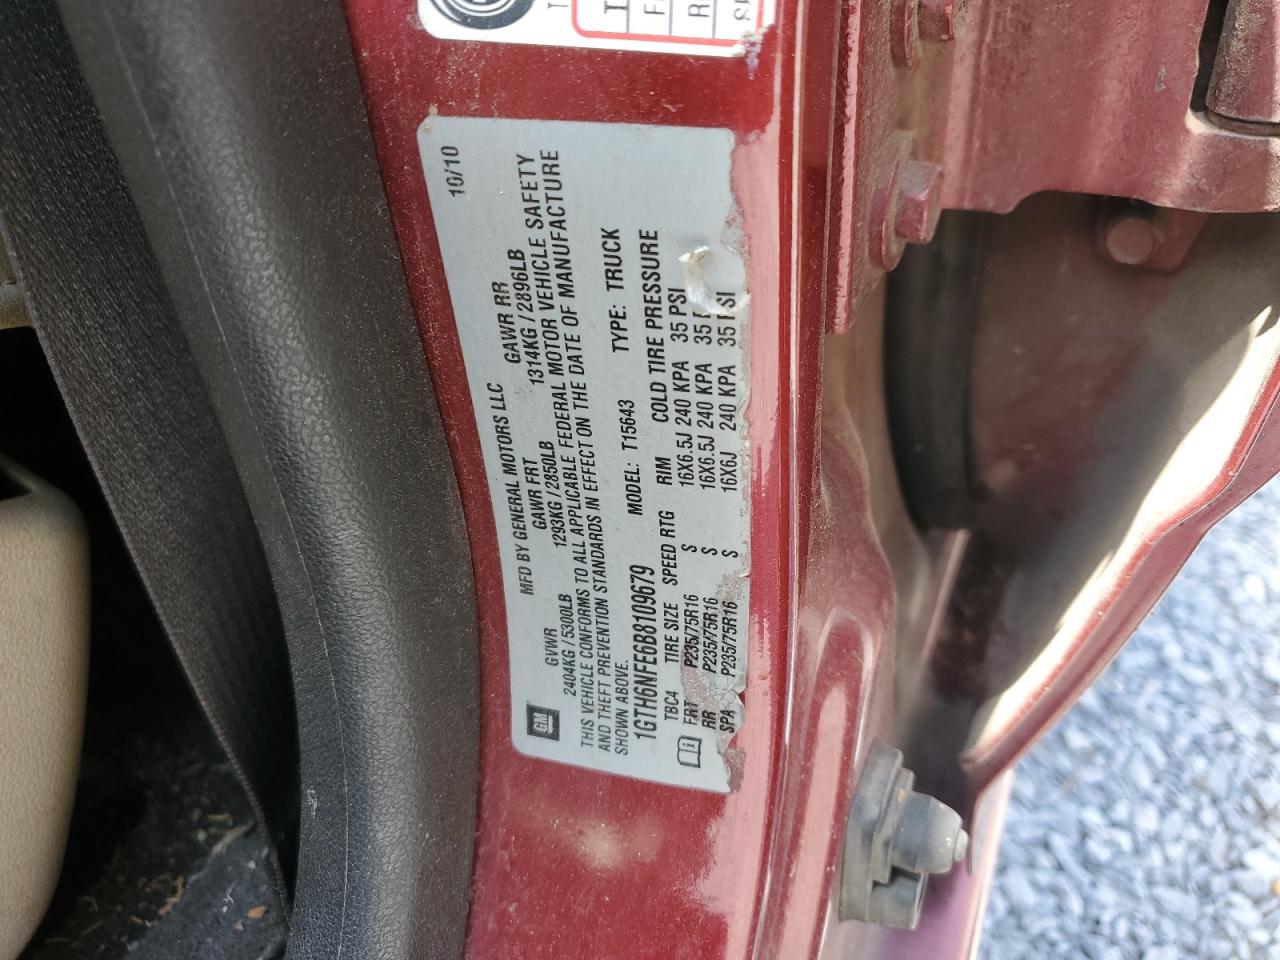 MFD BY GENERAL MOTORS LLC 10/10
GVWR GAWR FRT GAWR RR
2404KG / 5300LB 1293KG / 2850LB 1314KG / 2896LB
THIS VEHICLE CONFORMS TO ALL APPLICABLE FEDERAL MOTOR VEHICLE SAFETY
AND THEFT PREVENTION STANDARDS IN EFFECT ON THE DATE OF MANUFACTURE
SHOWN ABOVE.
GM
1GTH6NFE6B8109679 MODEL: T15643 TYPE: TRUCK
TBC4 TIRE SIZE SPEED RTG RIM COLD TIRE PRESSURE
FRT P235/75R16 S 16X6.5J 240 KPA 35 PSI
RR P235/75R16 S 16X6.5J 240 KPA 35
SPA P235/75R16 S 16X6J 240 KPA 35 PSI